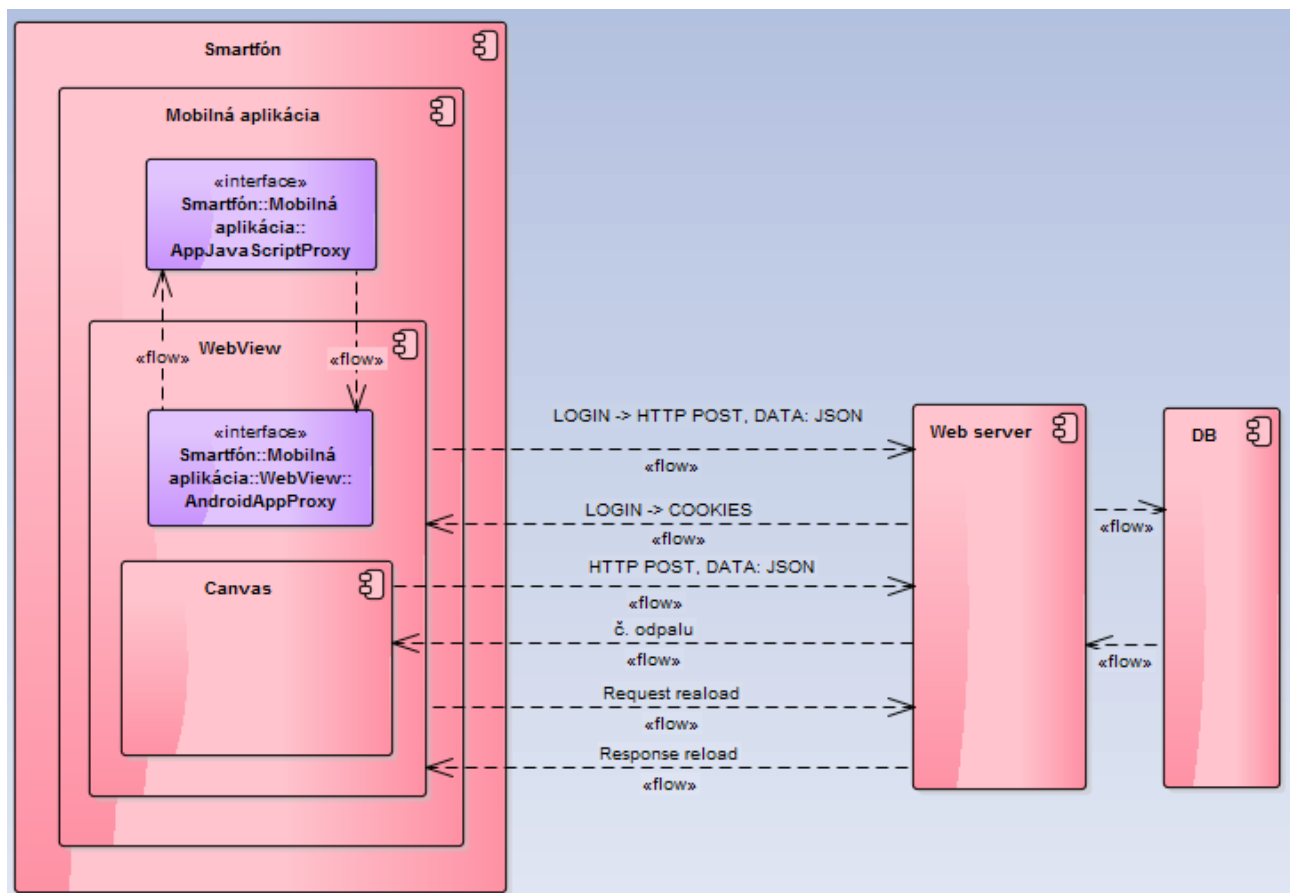 Smartfón
Mobilná aplikácia
«interface»
Smartfón::Mobilná
aplikácia::
AppJavaScriptProxy
WebView
«flow»
«flow»
«interface»
Smartfón::Mobilná
aplikácia::WebView::
AndroidAppProxy
Canvas
LOGIN -> HTTP POST, DATA: JSON
«flow»
LOGIN -> COOKIES
«flow»
HTTP POST, DATA: JSON
«flow»
č. odpalu
«flow»
Request reaload
«flow»
Response reload
«flow»
Web server
«flow»
«flow»
DB